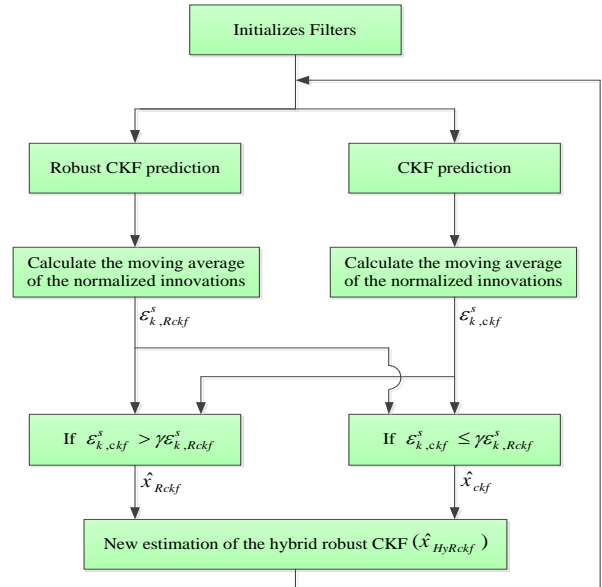 Initializes Filters
Robust CKF prediction
CKF prediction
Calculate the moving average
of the normalized innovations
Calculate the moving average
of the normalized innovations
ε^s_{k,Rckf}
ε^s_{k,ckf}
If ε^s_{k,ckf} > γε^s_{k,Rckf}
If ε^s_{k,ckf} ≤ γε^s_{k,Rckf}
x̂_{Rckf}
x̂_{ckf}
New estimation of the hybrid robust CKF (x̂_{HyRckf})